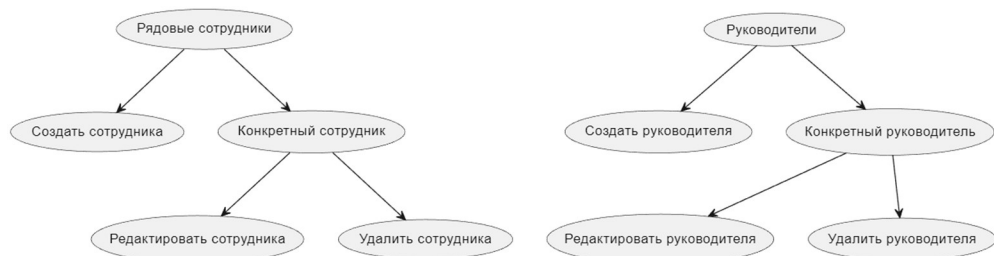 Рядовые сотрудники
Руководители
Создать сотрудника
Конкретный сотрудник
Создать руководителя
Конкретный руководитель
Редактировать сотрудника
Удалить сотрудника
Редактировать руководителя
Удалить руководителя